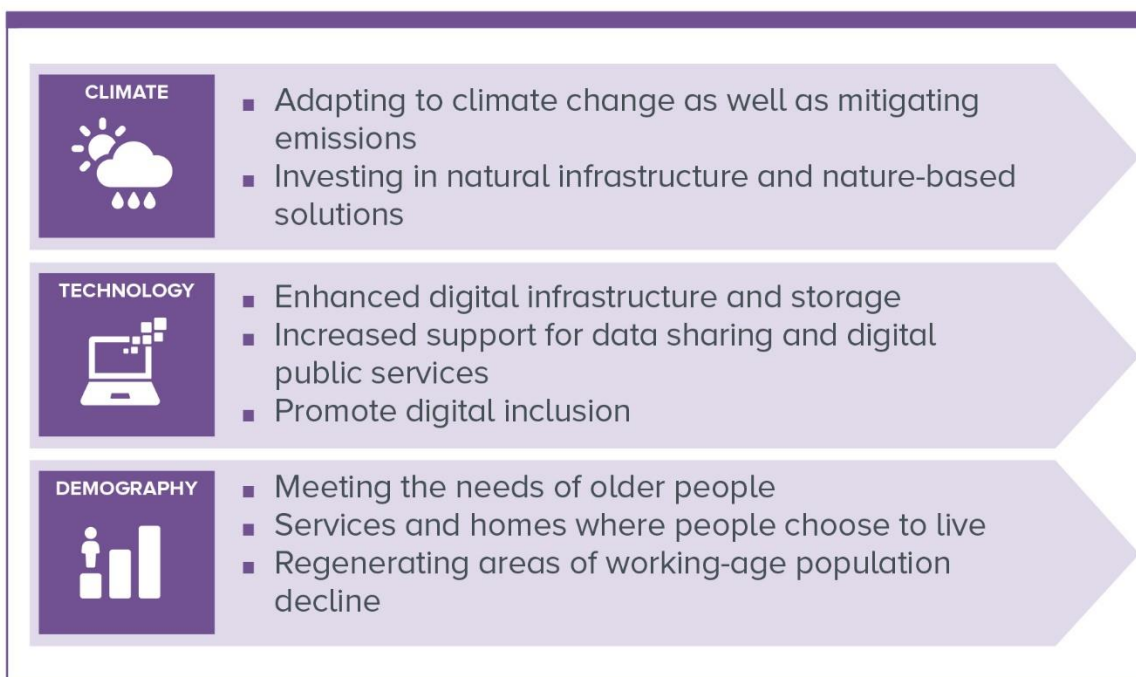 CLIMATE
▪ Adapting to climate change as well as mitigating
emissions
▪ Investing in natural infrastructure and nature-based
solutions
TECHNOLOGY
▪ Enhanced digital infrastructure and storage
▪ Increased support for data sharing and digital
public services
▪ Promote digital inclusion
DEMOGRAPHY
▪ Meeting the needs of older people
▪ Services and homes where people choose to live
▪ Regenerating areas of working-age population
decline